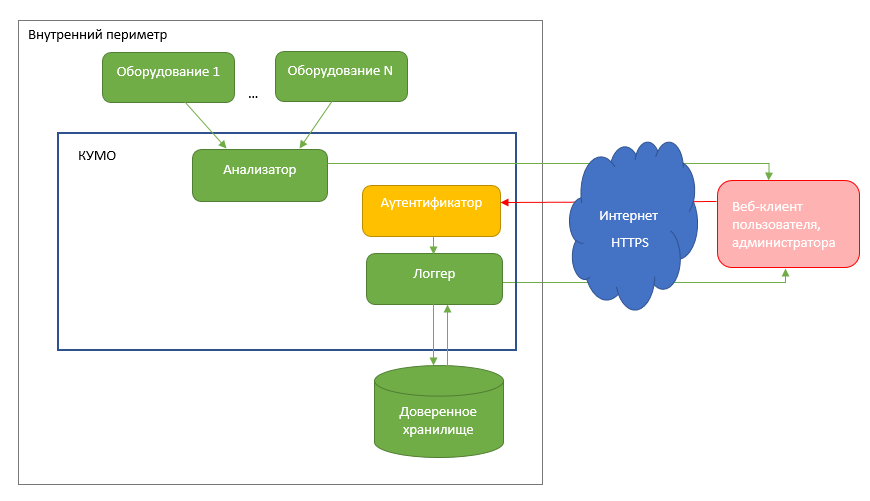 Внутренний периметр
Оборудование 1
...
Оборудование N
КУМО
Анализатор
Аутентификатор
Логгер
Доверенное
хранилище
Интернет
HTTPS
Веб-клиент
пользователя,
администратора